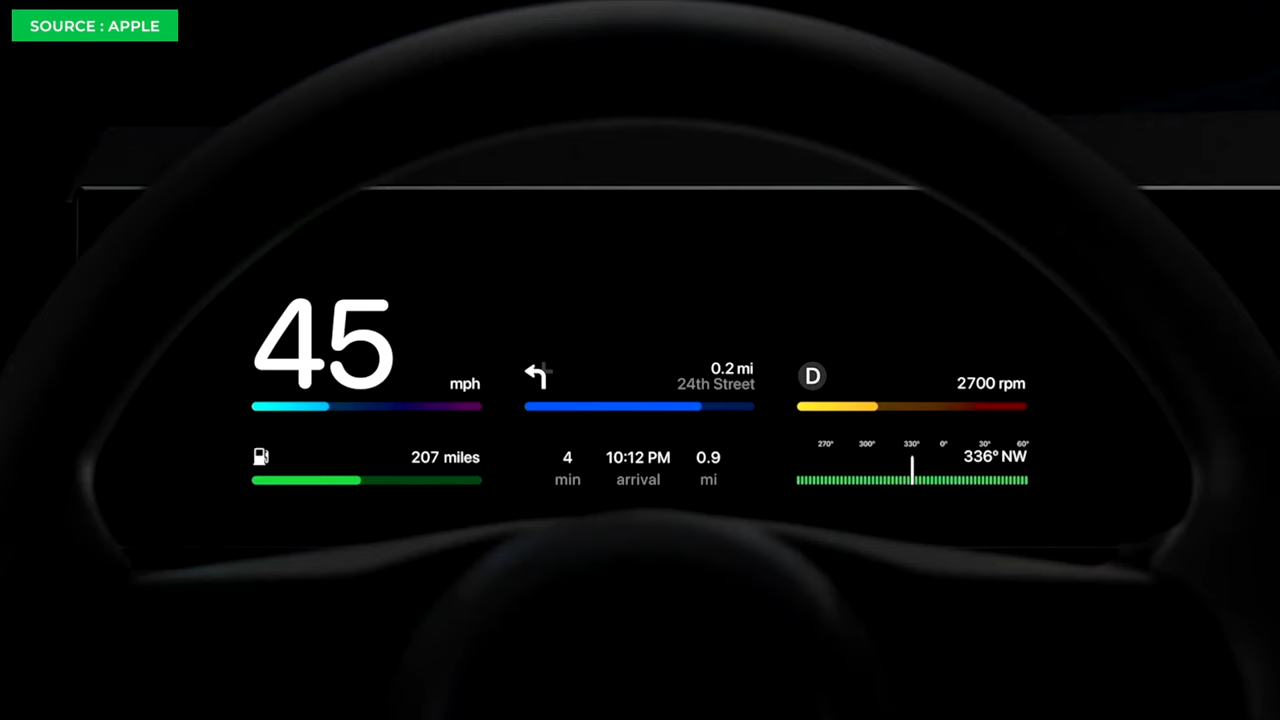 SOURCE : APPLE
45 mph
0.2 mi
24th Street
D
2700 rpm
207 miles
4 min
10:12 PM arrival
0.9 mi
270° 300° 330° 0° 30° 60°
336° NW